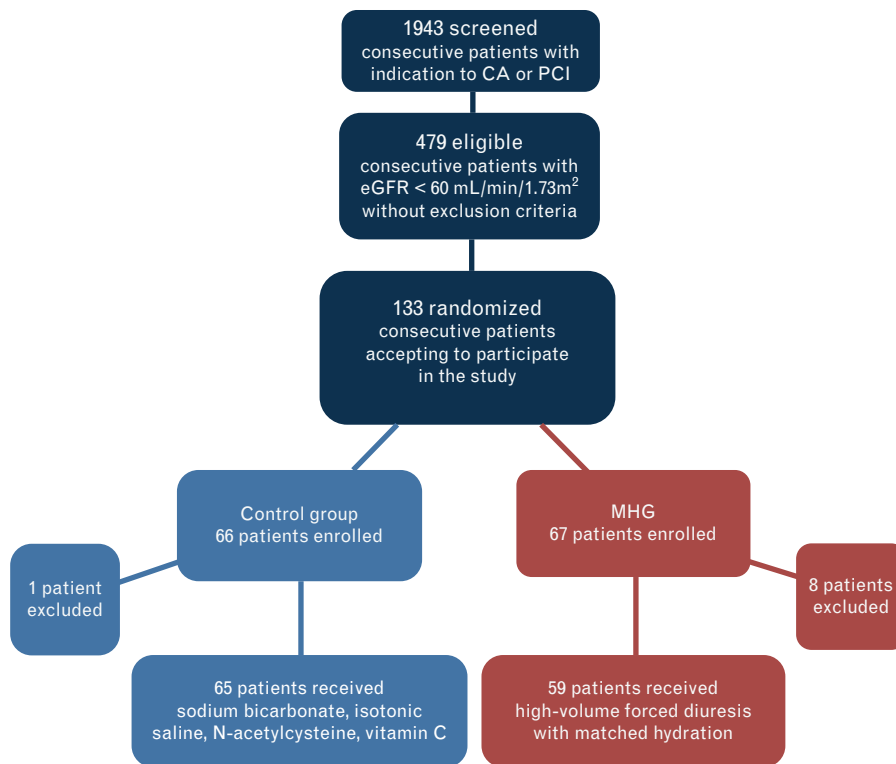 1943 screened
consecutive patients with
indication to CA or PCI
479 eligible
consecutive patients with
eGFR < 60 mL/min/1.73m²
without exclusion criteria
133 randomized
consecutive patients
accepting to participate
in the study
Control group
66 patients enrolled
MHG
67 patients enrolled
1 patient
excluded
8 patients
excluded
65 patients received
sodium bicarbonate, isotonic
saline, N-acetylcysteine, vitamin C
59 patients received
high-volume forced diuresis
with matched hydration